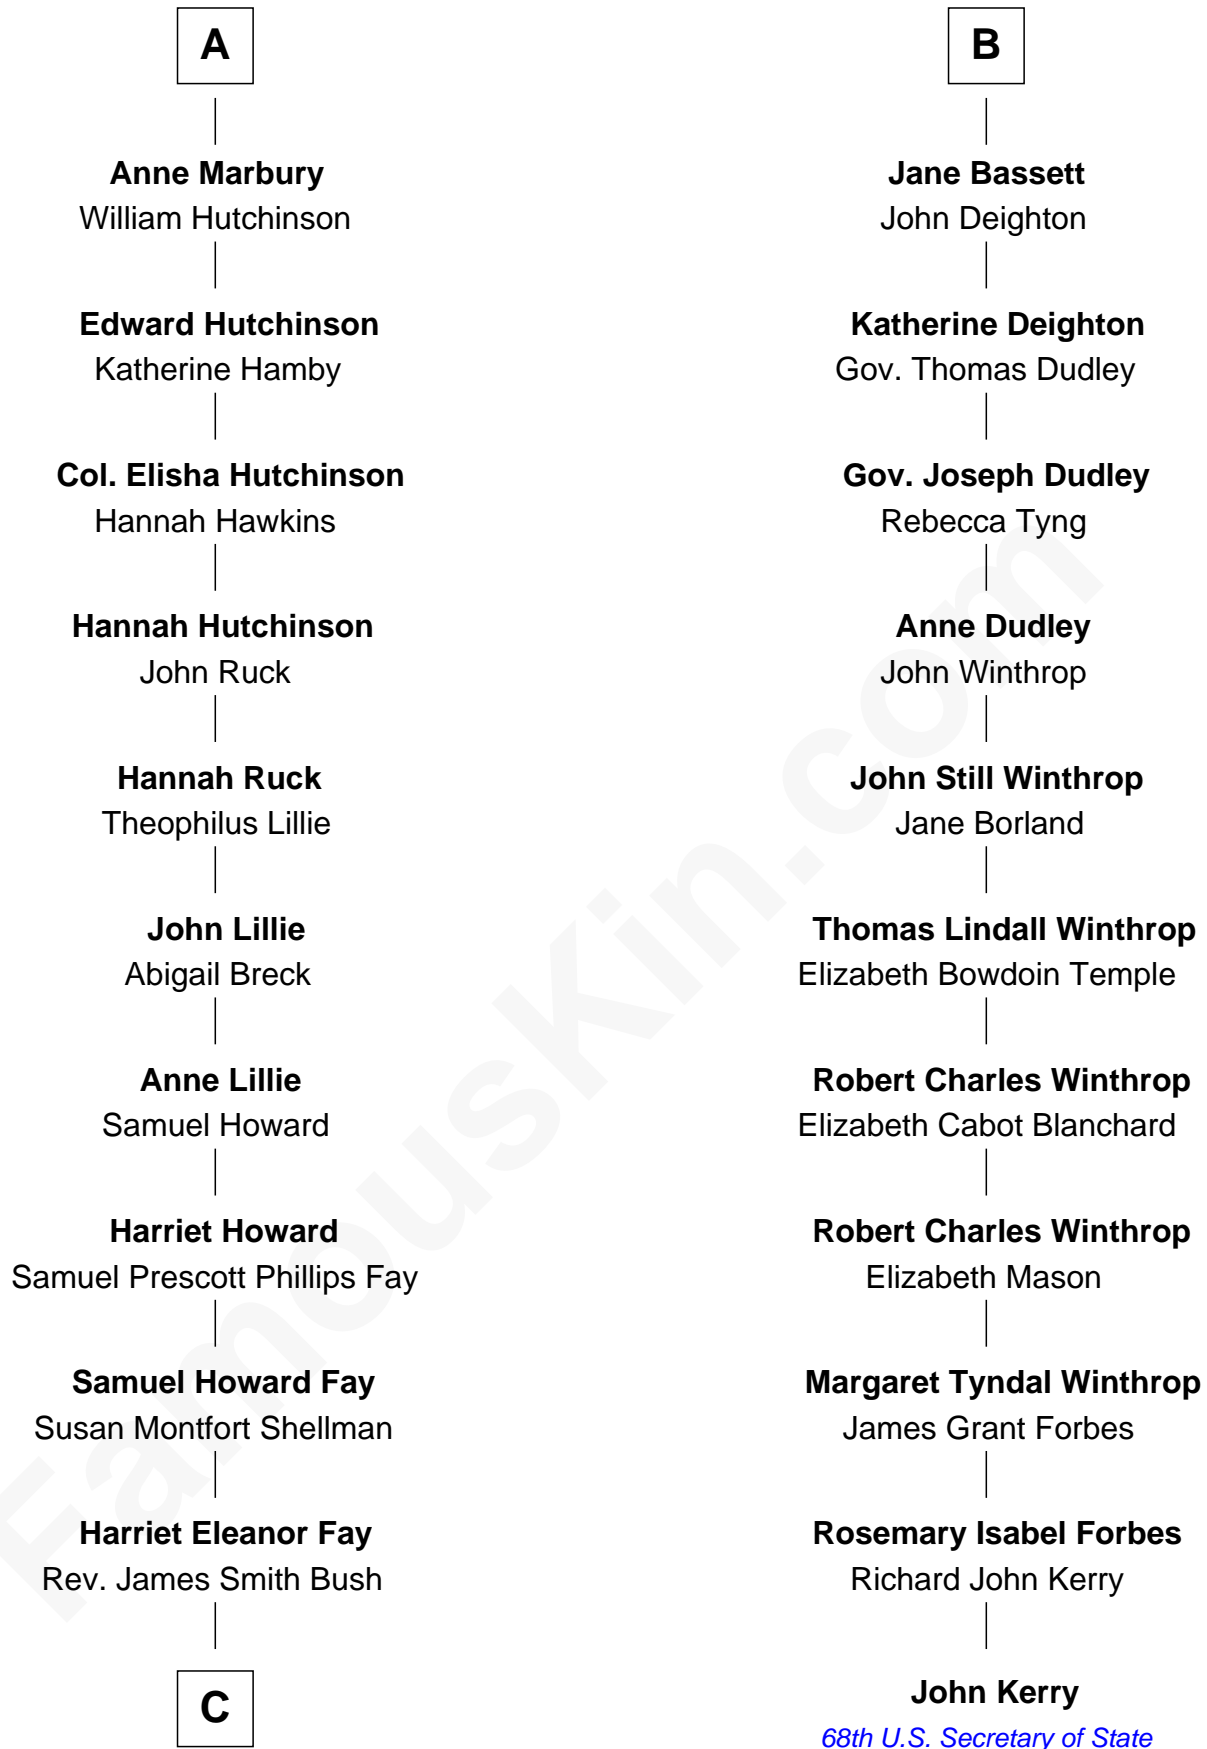 A
Anne Marbury
William Hutchinson
Edward Hutchinson
Katherine Hamby
Col. Elisha Hutchinson
Hannah Hawkins
Hannah Hutchinson
John Ruck
Hannah Ruck
Theophilus Lillie
John Lillie
Abigail Breck
Anne Lillie
Samuel Howard
Harriet Howard
Samuel Prescott Phillips Fay
Samuel Howard Fay
Susan Montfort Shellman
Harriet Eleanor Fay
Rev. James Smith Bush
C
B
Jane Bassett
John Deighton
Katherine Deighton
Gov. Thomas Dudley
Gov. Joseph Dudley
Rebecca Tyng
Anne Dudley
John Winthrop
John Still Winthrop
Jane Borland
Thomas Lindall Winthrop
Elizabeth Bowdoin Temple
Robert Charles Winthrop
Elizabeth Cabot Blanchard
Robert Charles Winthrop
Elizabeth Mason
Margaret Tyndal Winthrop
James Grant Forbes
Rosemary Isabel Forbes
Richard John Kerry
John Kerry
68th U.S. Secretary of State
FamousKin.com